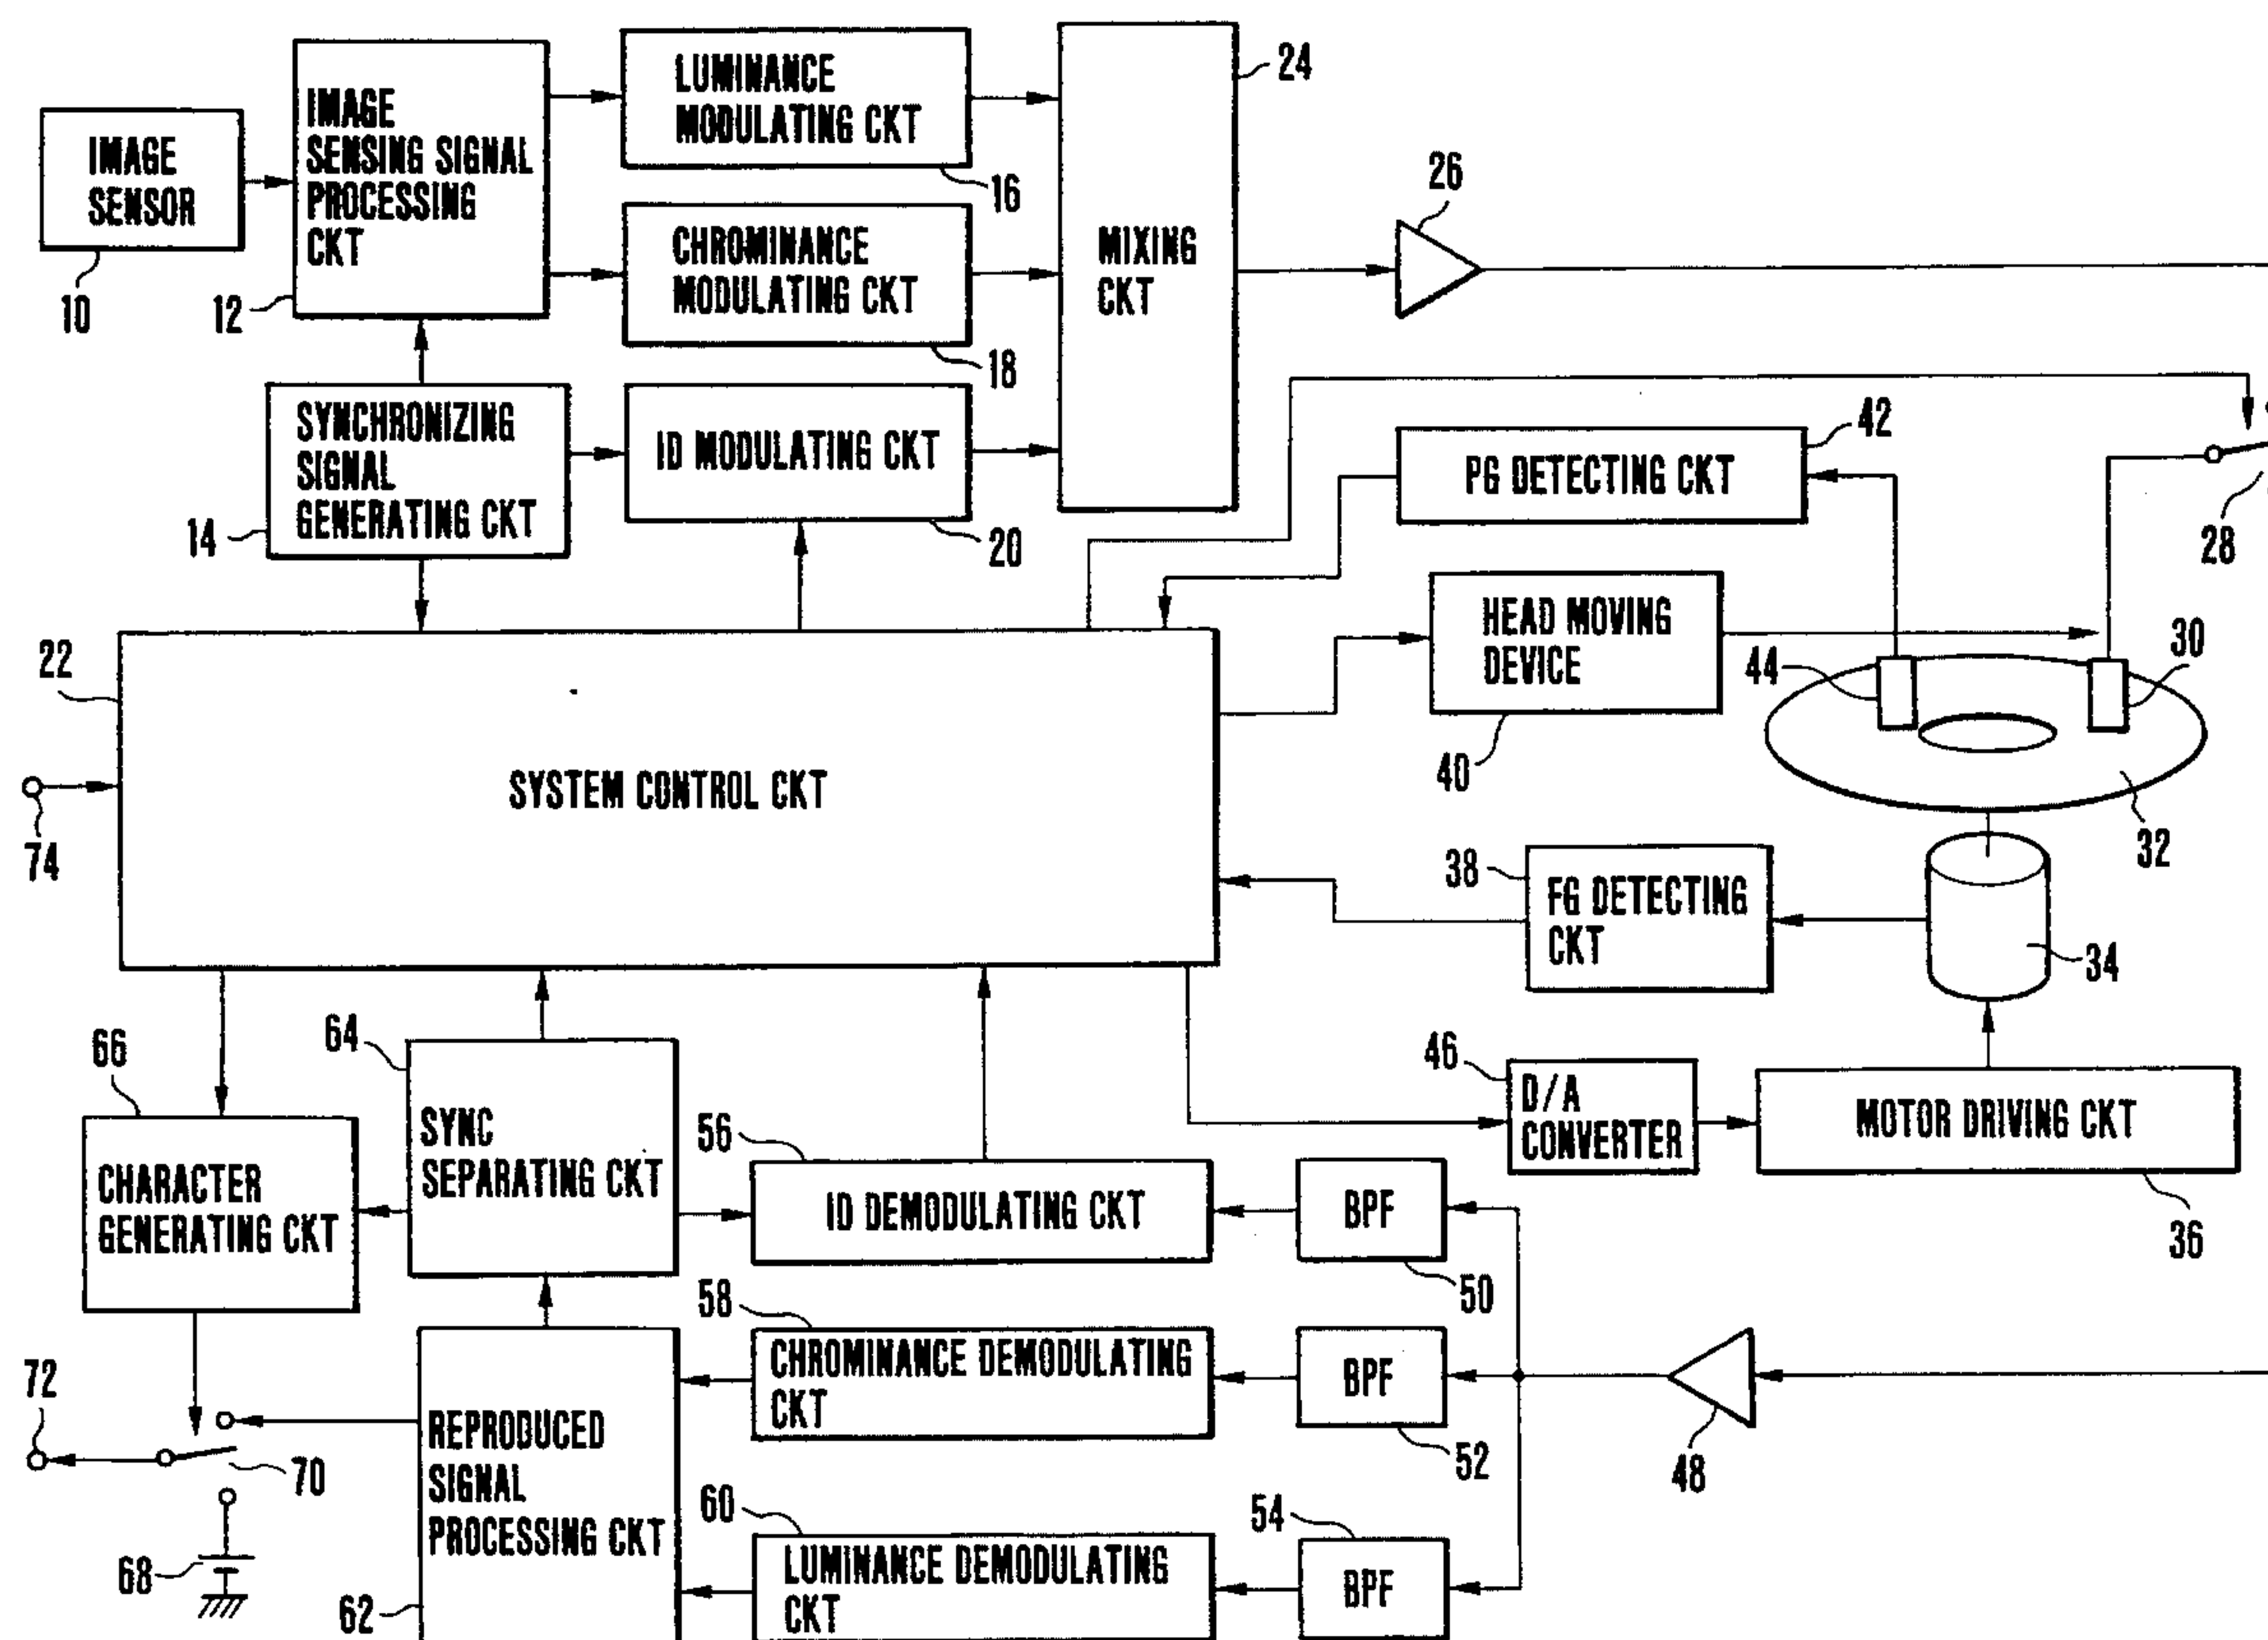 IMAGE
SENSOR
10
IMAGE
SENSING SIGNAL
PROCESSING
CKT
12
LUMINANCE
MODULATING CKT
16
CHROMINANCE
MODULATING CKT
18
MIXING
CKT
24
26
SYNCHRONIZING
SIGNAL
GENERATING CKT
14
ID MODULATING CKT
20
PG DETECTING CKT
42
28
HEAD MOVING
DEVICE
40
44
30
32
22
SYSTEM CONTROL CKT
74
38
FG DETECTING
CKT
34
46
D/A
CONVERTER
MOTOR DRIVING CKT
36
66
CHARACTER
GENERATING CKT
64
SYNC
SEPARATING CKT
56
ID DEMODULATING CKT
BPF
50
58
CHROMINANCE DEMODULATING
CKT
BPF
52
48
72
70
68
REPRODUCED
SIGNAL
PROCESSING CKT
62
60
LUMINANCE DEMODULATING
CKT
54
BPF